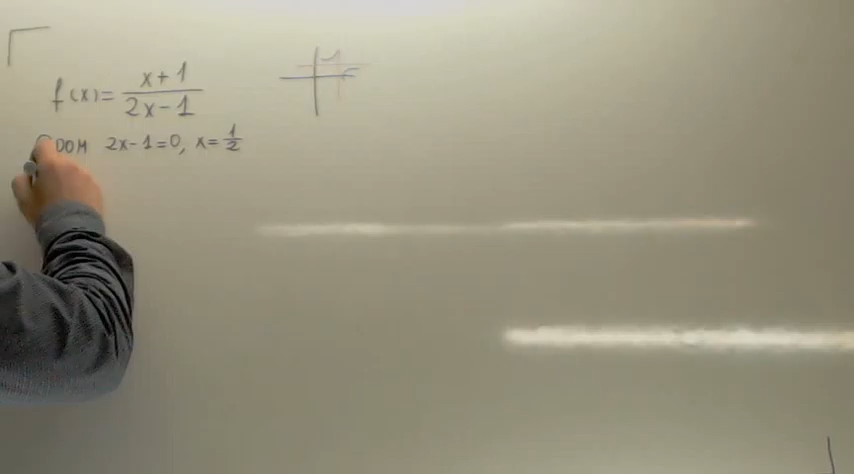 f(x)= x+1 / 2x-1
DOM 2x-1=0, x= 1/2